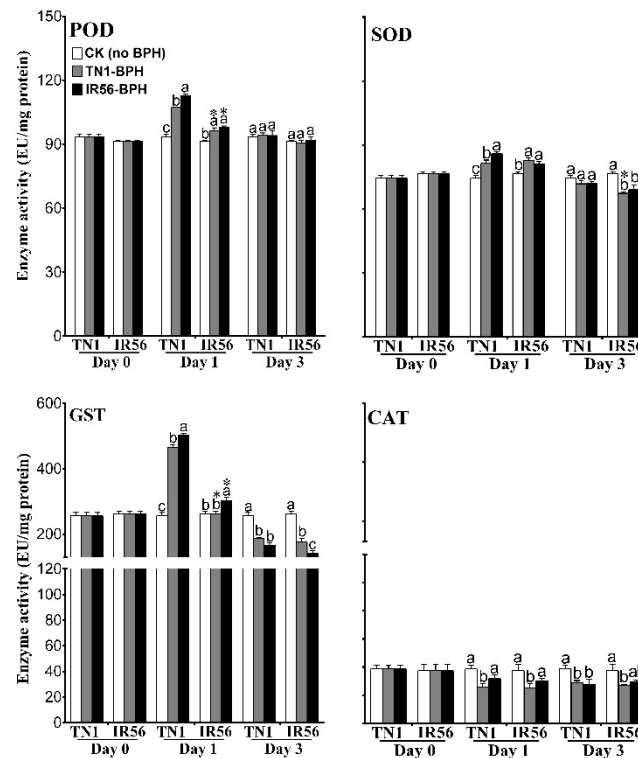 POD
CK (no BPH)
TN1-BPH
IR56-BPH
Enzyme activity (EU/mg protein)
150
120
90
60
30
0
c b a b a* a* a a a a a a
TN1 IR56 TN1 IR56 TN1 IR56
Day 0 Day 1 Day 3
SOD
c b a b a a a a a a b* b
TN1 IR56 TN1 IR56 TN1 IR56
Day 0 Day 1 Day 3
GST
Enzyme activity (EU/mg protein)
600
400
200
120
100
80
60
40
20
0
c b a b b* a* a b b a b c
TN1 IR56 TN1 IR56 TN1 IR56
Day 0 Day 1 Day 3
CAT
a b a a b a a b b a b a
TN1 IR56 TN1 IR56 TN1 IR56
Day 0 Day 1 Day 3